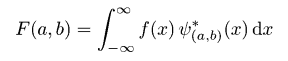 F(a,b) = ∫_{-∞}^{∞} f(x) ψ*_{(a,b)}(x) dx